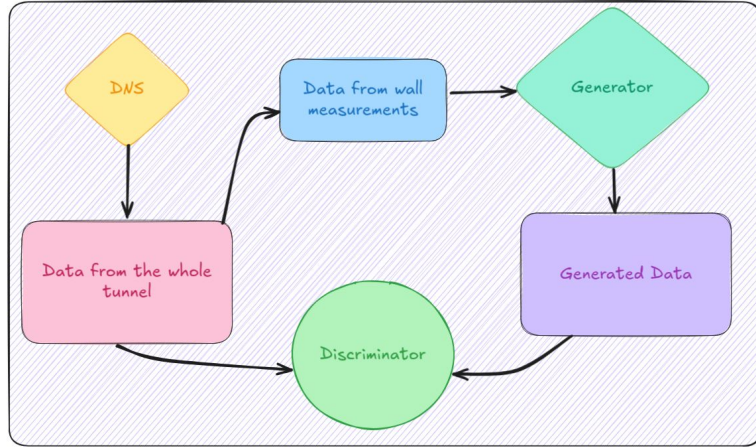 DNS
Data from wall
measurements
Generator
Data from the whole
tunnel
Generated Data
Discriminator